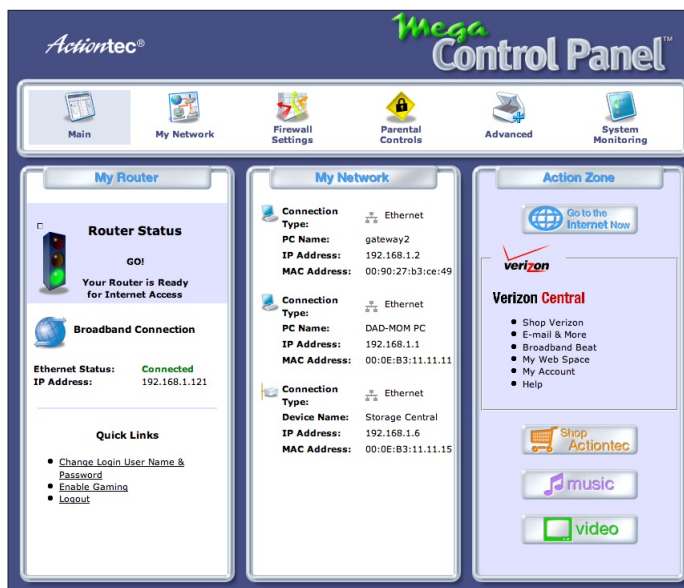 Actiontec®
Mega
Control Panel™
Main
My Network
Firewall
Settings
Parental
Controls
Advanced
System
Monitoring
My Router
Router Status
GO!
Your Router is Ready
for Internet Access
Broadband Connection
Ethernet Status: Connected
IP Address: 192.168.1.121
Quick Links
Change Login User Name &
Password
Enable Gaming
Logout
My Network
Connection
Type: Ethernet
PC Name: gateway2
IP Address: 192.168.1.2
MAC Address: 00:90:27:b3:ce:49
Connection
Type: Ethernet
PC Name: DAD-MOM PC
IP Address: 192.168.1.1
MAC Address: 00:0E:B3:11.11.11
Connection
Type: Ethernet
Device Name: Storage Central
IP Address: 192.168.1.6
MAC Address: 00:0E:B3:11.11.15
Action Zone
Go to the
Internet Now
verizon
Verizon Central
Shop Verizon
E-mail & More
Broadband Beat
My Web Space
My Account
Help
Shop
Actiontec
music
video